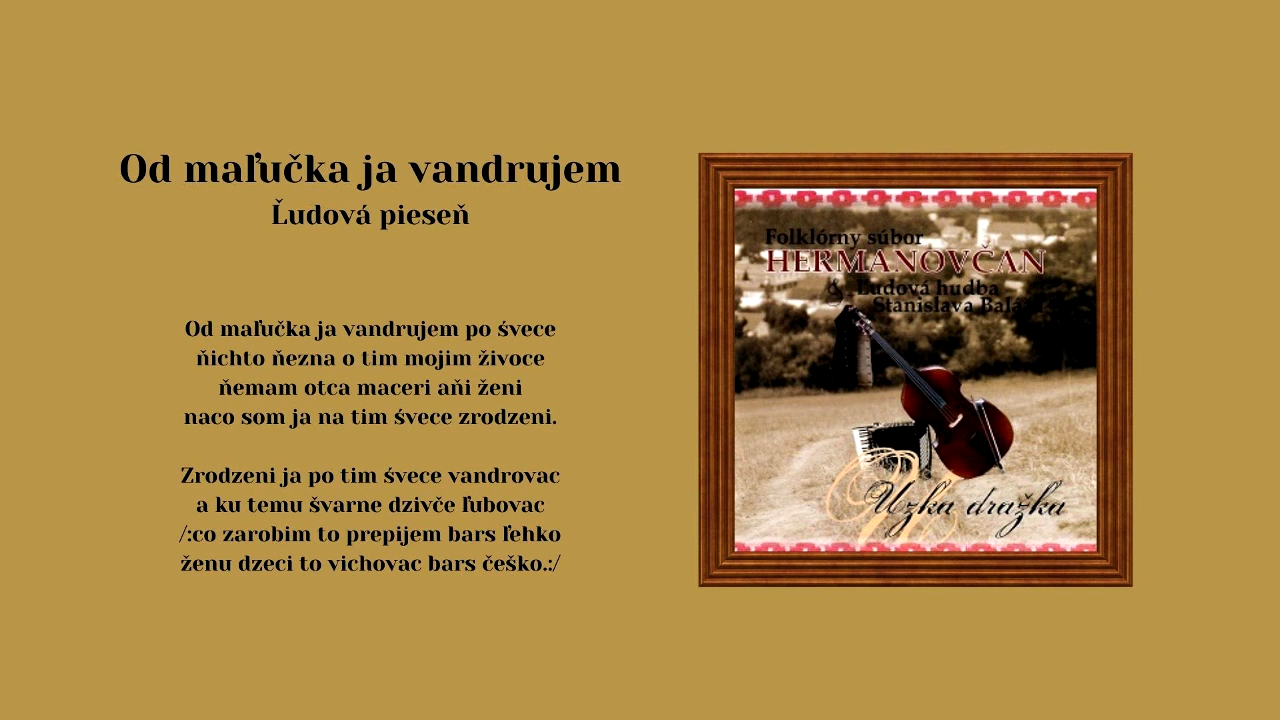 Od maľučka ja vandrujem
Ľudová pieseň
Od maľučka ja vandrujem po śvece
ňichto ňezna o tim mojim živoce
ňemam otca maceri aňi ženi
naco som ja na tim śvece zrodzeni.
Zrodzeni ja po tim śvece vandrovac
a ku temu švarne dzivče ľubovac
/:co zarobim to prepijem bars ľehko
ženu dzeci to vichovac bars češko.:/
Folklórny súbor
HERMANOVČAN
& Ľudová hudba
Stanislava
Uzka dražka